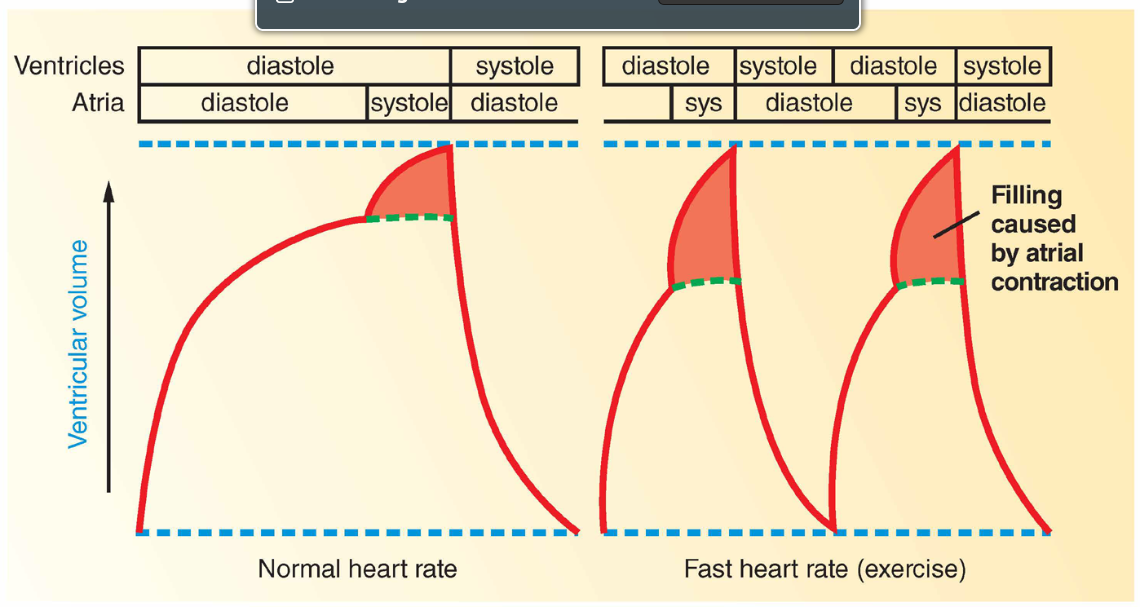 Ventricles diastole systole diastole systole diastole systole
Atria diastole systole diastole sys diastole sys diastole
Ventricular volume
Filling
caused
by atrial
contraction
Normal heart rate
Fast heart rate (exercise)